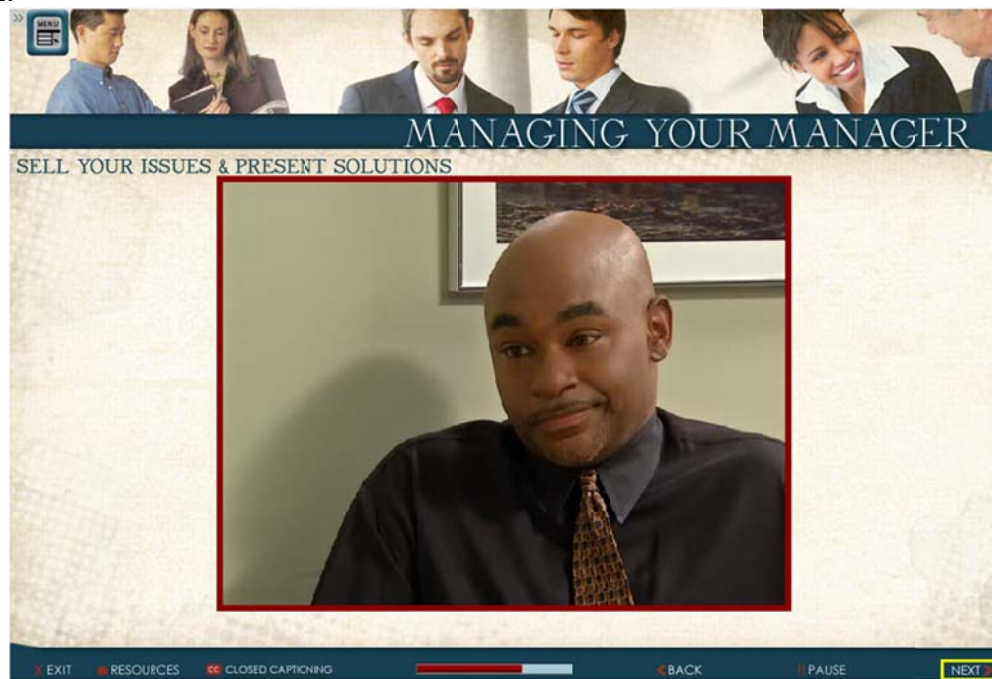 »
MENU
MANAGING YOUR MANAGER
SELL YOUR ISSUES & PRESENT SOLUTIONS
X EXIT RESOURCES CC CLOSED CAPTIONING BACK || PAUSE NEXT